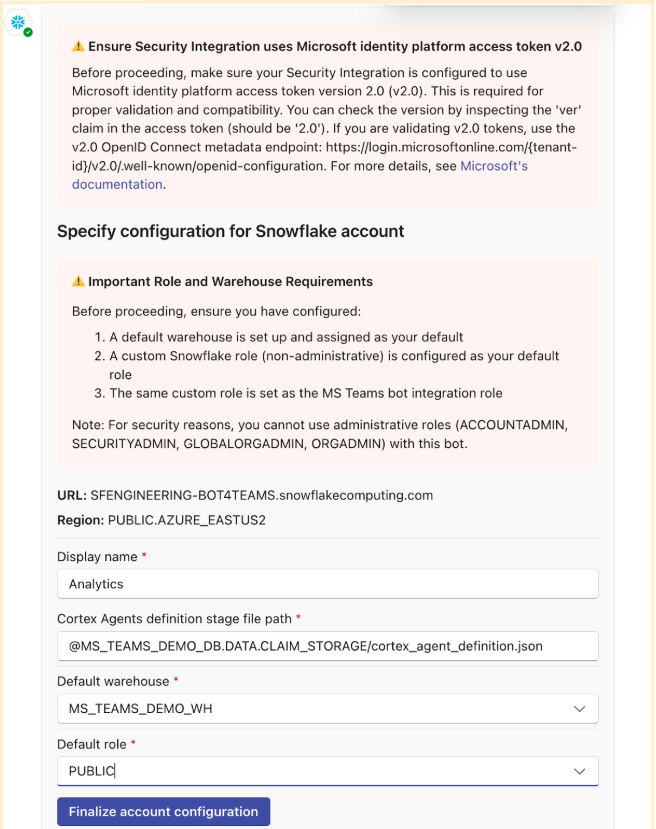 ⚠️ Ensure Security Integration uses Microsoft identity platform access token v2.0
Before proceeding, make sure your Security Integration is configured to use
Microsoft identity platform access token version 2.0 (v2.0). This is required for
proper validation and compatibility. You can check the version by inspecting the 'ver'
claim in the access token (should be '2.0'). If you are validating v2.0 tokens, use the
v2.0 OpenID Connect metadata endpoint: https://login.microsoftonline.com/{tenant-
id}/v2.0/.well-known/openid-configuration. For more details, see Microsoft's
documentation.
Specify configuration for Snowflake account
⚠️ Important Role and Warehouse Requirements
Before proceeding, ensure you have configured:
1. A default warehouse is set up and assigned as your default
2. A custom Snowflake role (non-administrative) is configured as your default
role
3. The same custom role is set as the MS Teams bot integration role
Note: For security reasons, you cannot use administrative roles (ACCOUNTADMIN,
SECURITYADMIN, GLOBALORGADMIN, ORGADMIN) with this bot.
URL: SFENGINEERING-BOT4TEAMS.snowflakecomputing.com
Region: PUBLIC.AZURE_EASTUS2
Display name *
Analytics
Cortex Agents definition stage file path *
@MS_TEAMS_DEMO_DB.DATA.CLAIM_STORAGE/cortex_agent_definition.json
Default warehouse *
MS_TEAMS_DEMO_WH
Default role *
PUBLIC
Finalize account configuration